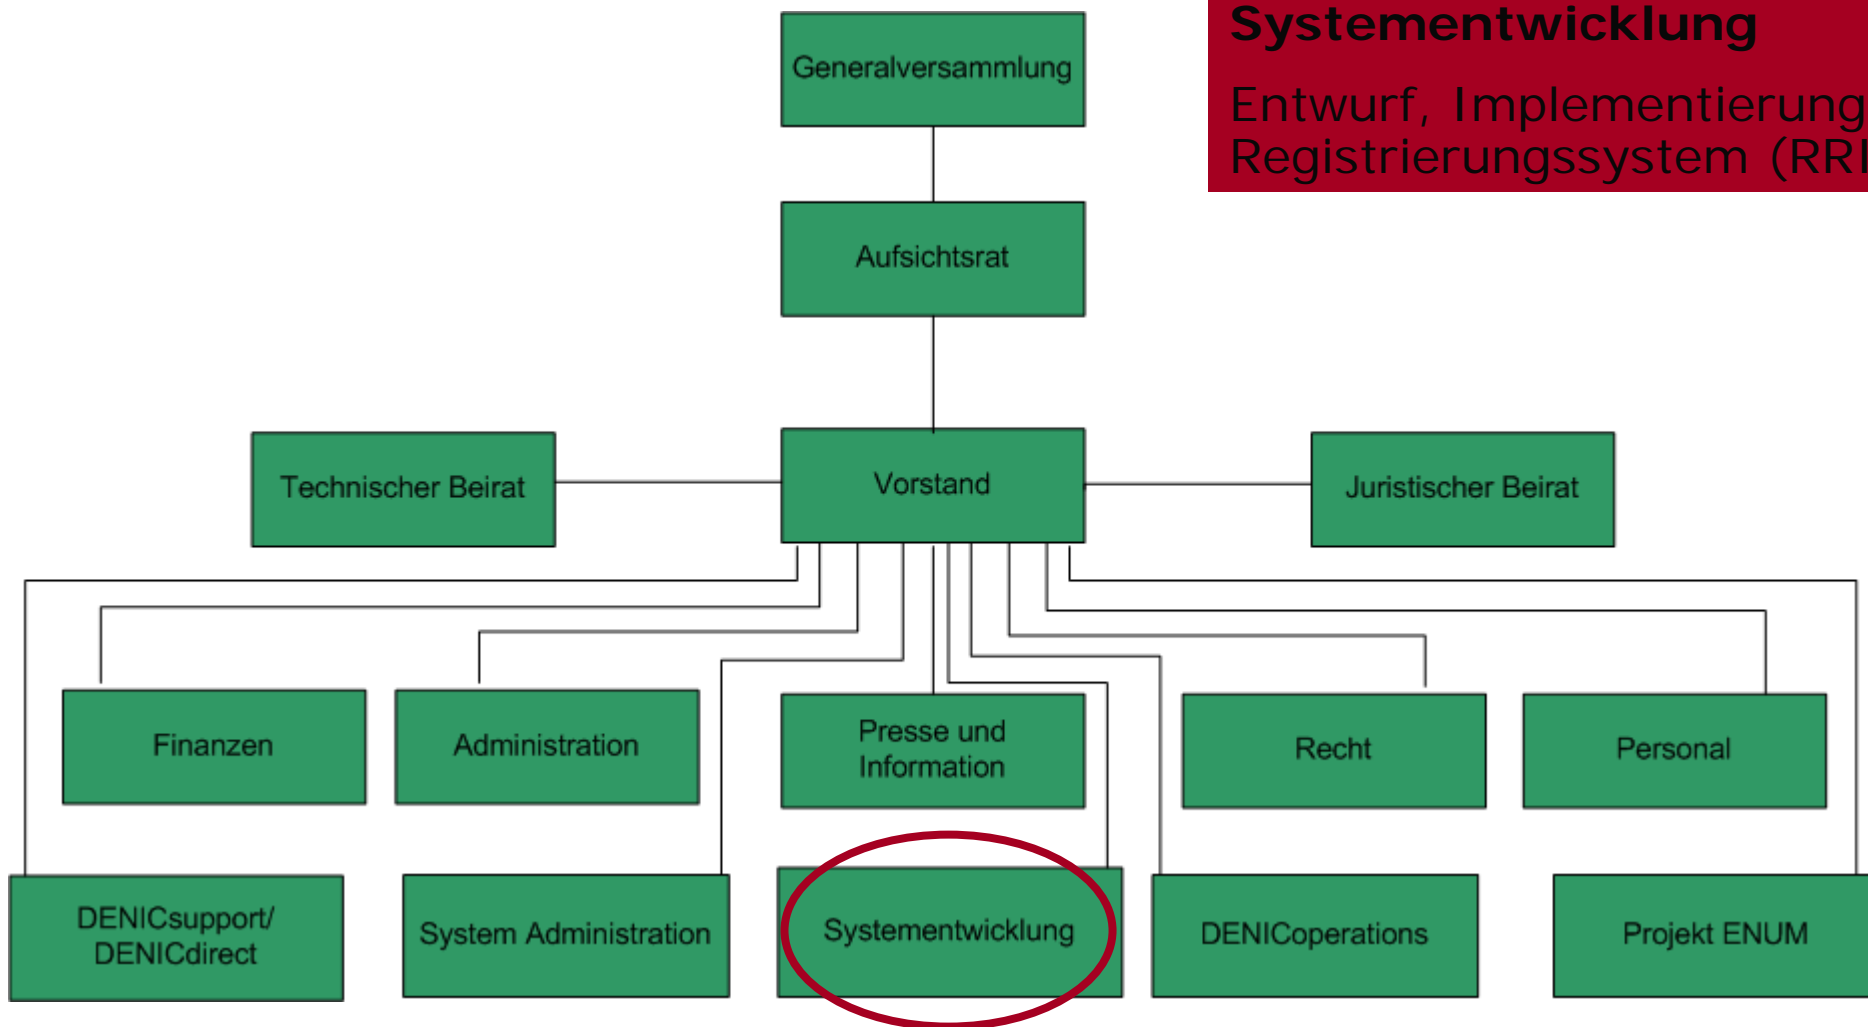 Systementwicklung
Entwurf, Implementierung
Registrierungssystem (RRI
Generalversammlung
Aufsichtsrat
Technischer Beirat
Vorstand
Juristischer Beirat
Finanzen
Administration
Presse und
Information
Recht
Personal
DENICsupport/
DENICdirect
System Administration
Systementwicklung
DENICoperations
Projekt ENUM